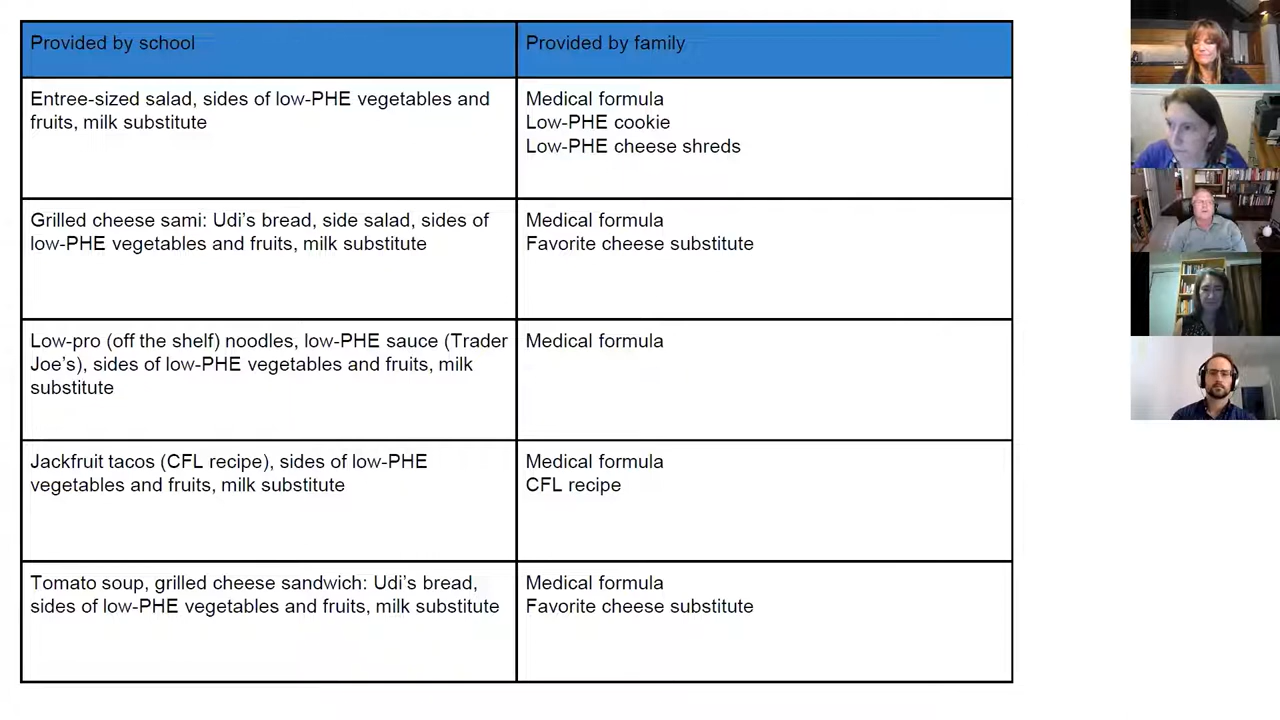 Provided by school
Provided by family
Entree-sized salad, sides of low-PHE vegetables and
fruits, milk substitute
Medical formula
Low-PHE cookie
Low-PHE cheese shreds
Grilled cheese sami: Udi's bread, side salad, sides of
low-PHE vegetables and fruits, milk substitute
Medical formula
Favorite cheese substitute
Low-pro (off the shelf) noodles, low-PHE sauce (Trader
Joe's), sides of low-PHE vegetables and fruits, milk
substitute
Medical formula
Jackfruit tacos (CFL recipe), sides of low-PHE
vegetables and fruits, milk substitute
Medical formula
CFL recipe
Tomato soup, grilled cheese sandwich: Udi's bread,
sides of low-PHE vegetables and fruits, milk substitute
Medical formula
Favorite cheese substitute